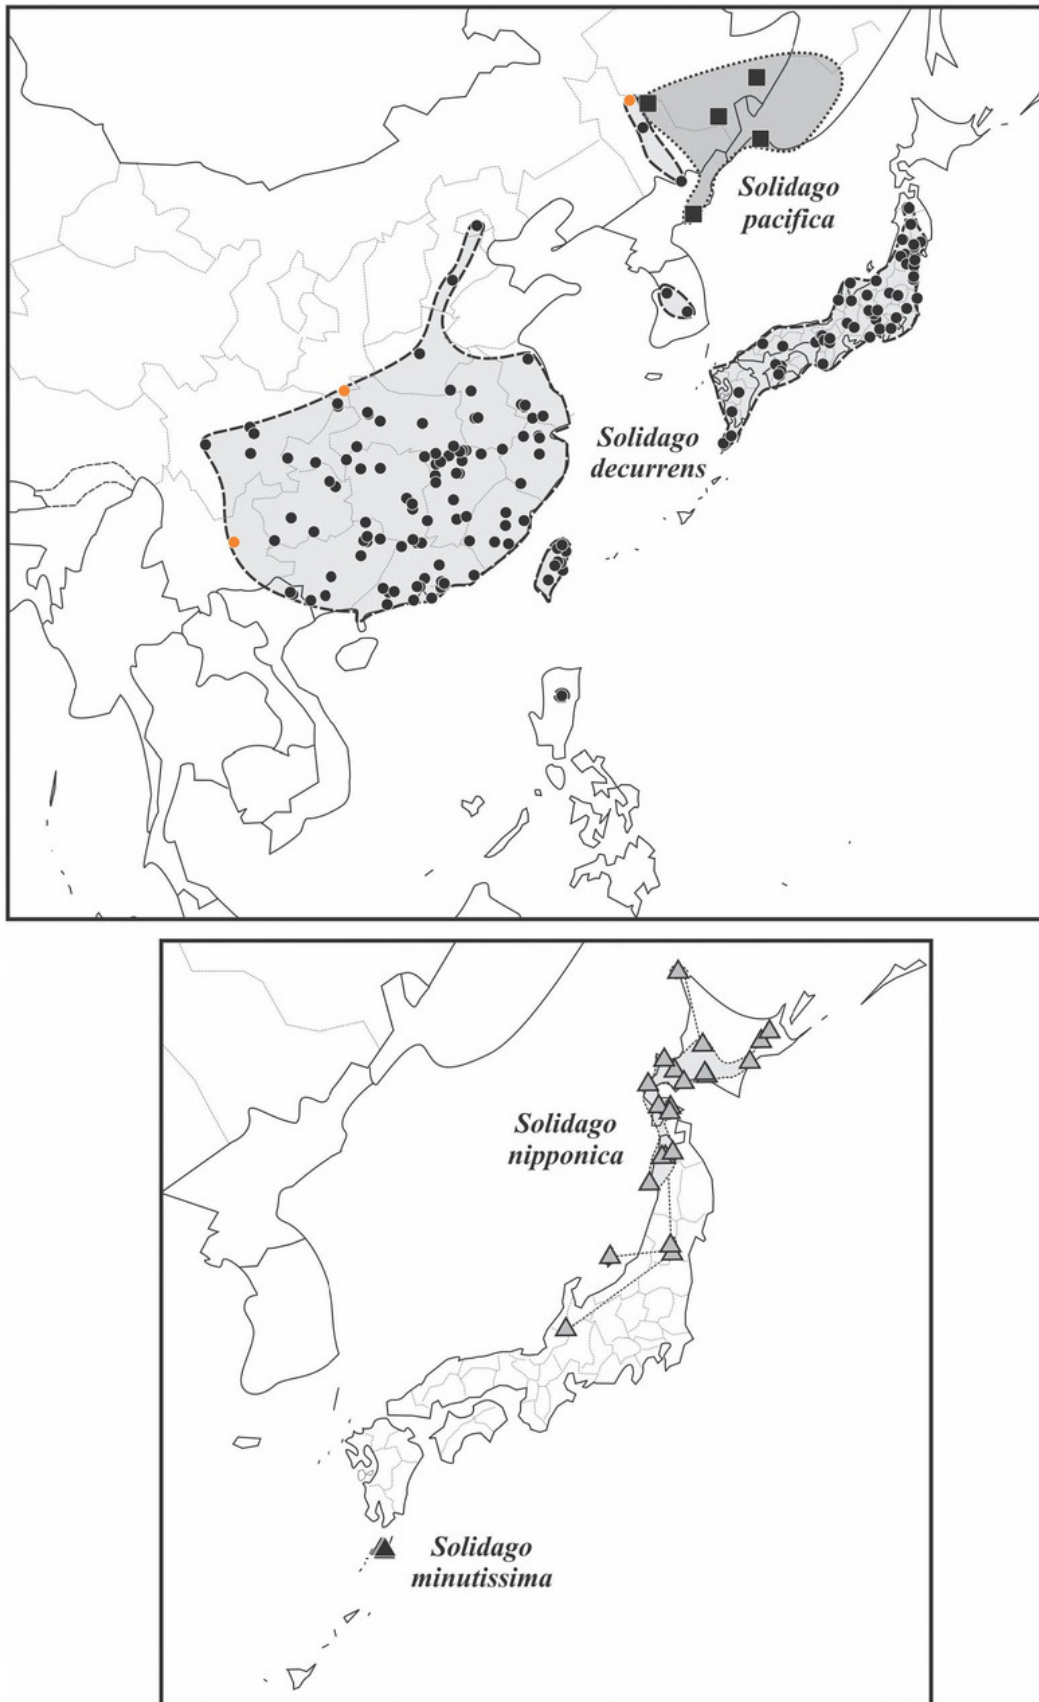 Solidago
pacifica
Solidago
decurrens
Solidago
nipponica
Solidago
minutissima